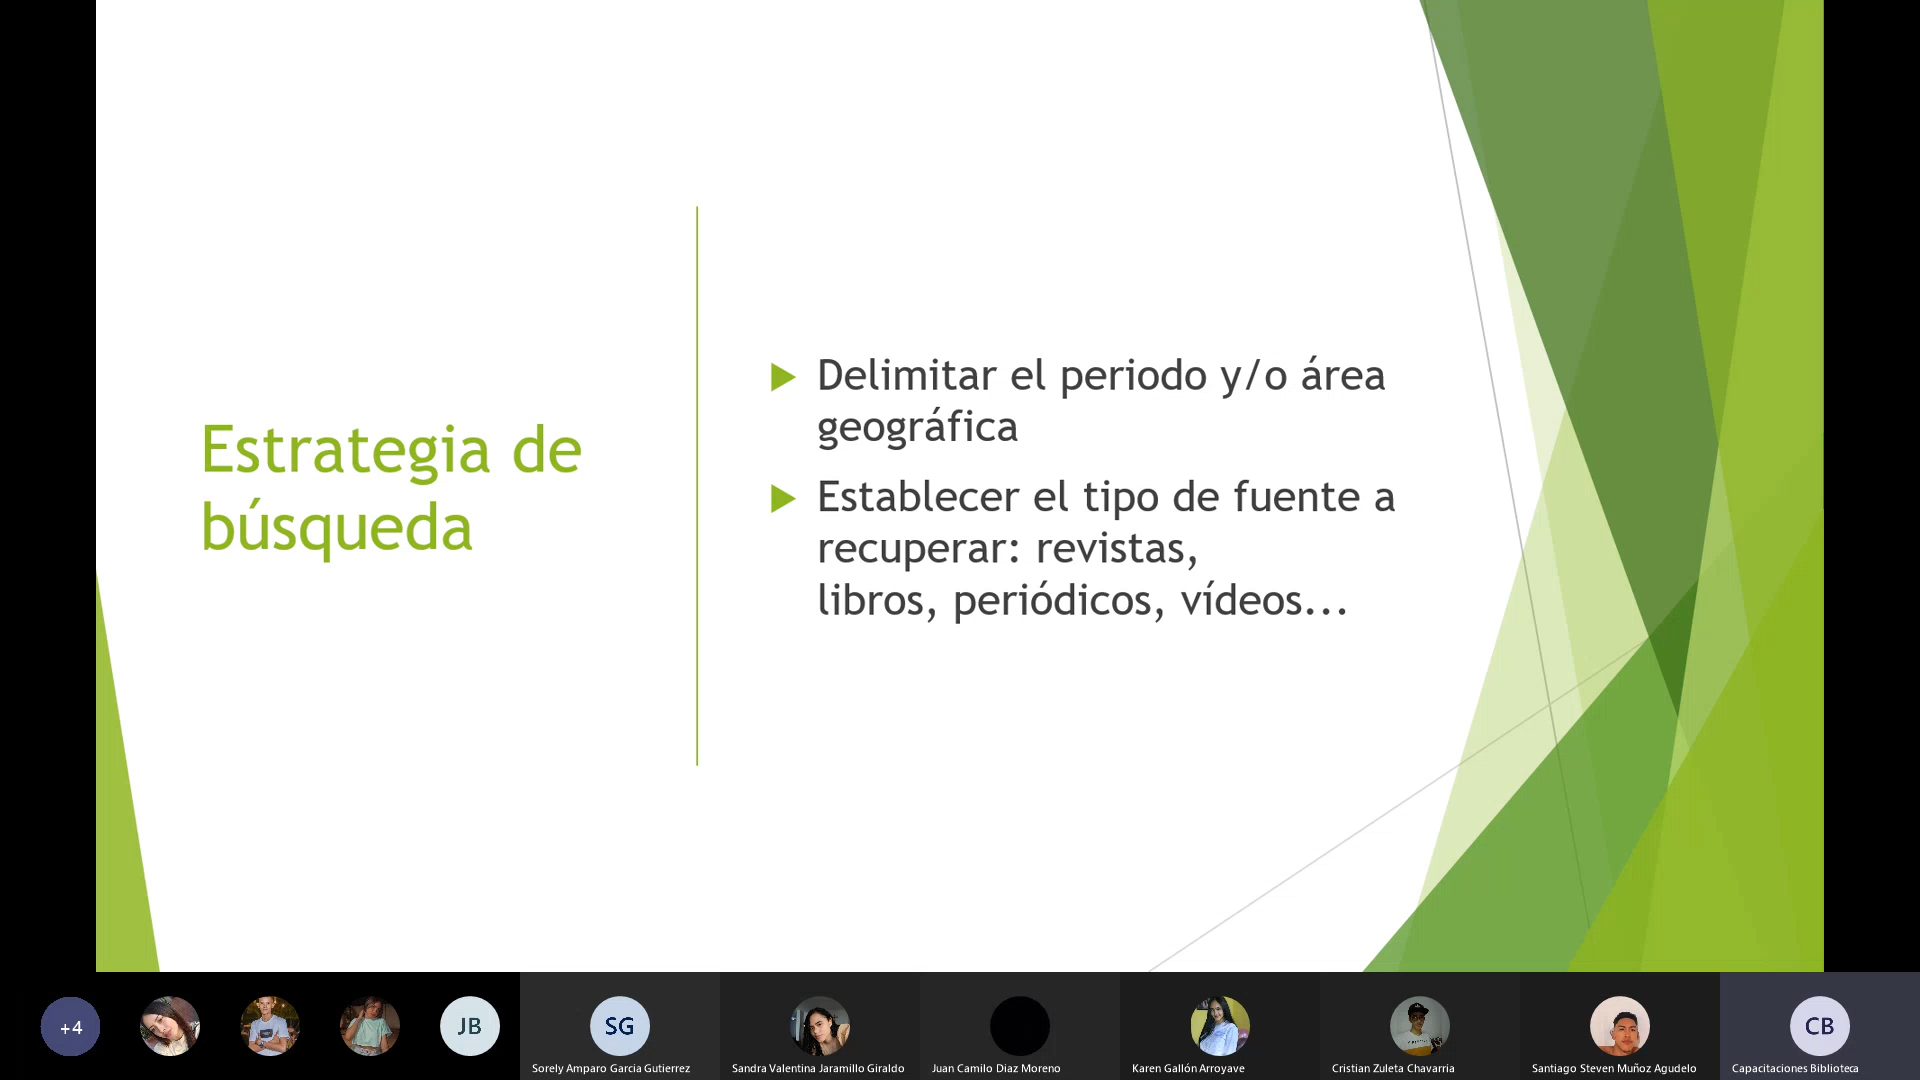 Estrategia de
búsqueda
Delimitar el periodo y/o área
geográfica
Establecer el tipo de fuente a
recuperar: revistas,
libros, periódicos, vídeos...
+4
JB
SG
CB
Sorely Amparo Garcia Gutierrez
Sandra Valentina Jaramillo Giraldo
Juan Camilo Diaz Moreno
Karen Gallón Arroyave
Cristian Zuleta Chavarria
Santiago Steven Muñoz Agudelo
Capacitaciones Biblioteca